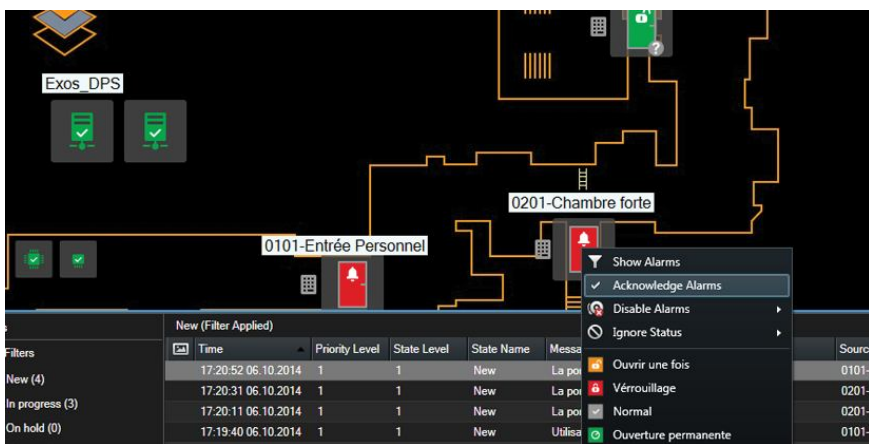 Exos_DPS
0201-Chambre forte
0101-Entrée Personnel
Show Alarms
Acknowledge Alarms
Disable Alarms
Ignore Status
Ouvrir une fois
Vérrouillage
Normal
Ouverture permanente
Filters
New (4)
In progress (3)
On hold (0)
New (Filter Applied)
Time Priority Level State Level State Name Sourc
17:20:52 06.10.2014 1 1 New La 0101-
17:20:31 06.10.2014 1 1 New La 0201-
17:20:11 06.10.2014 1 1 New La 0201-
17:19:40 06.10.2014 1 1 New 0101-